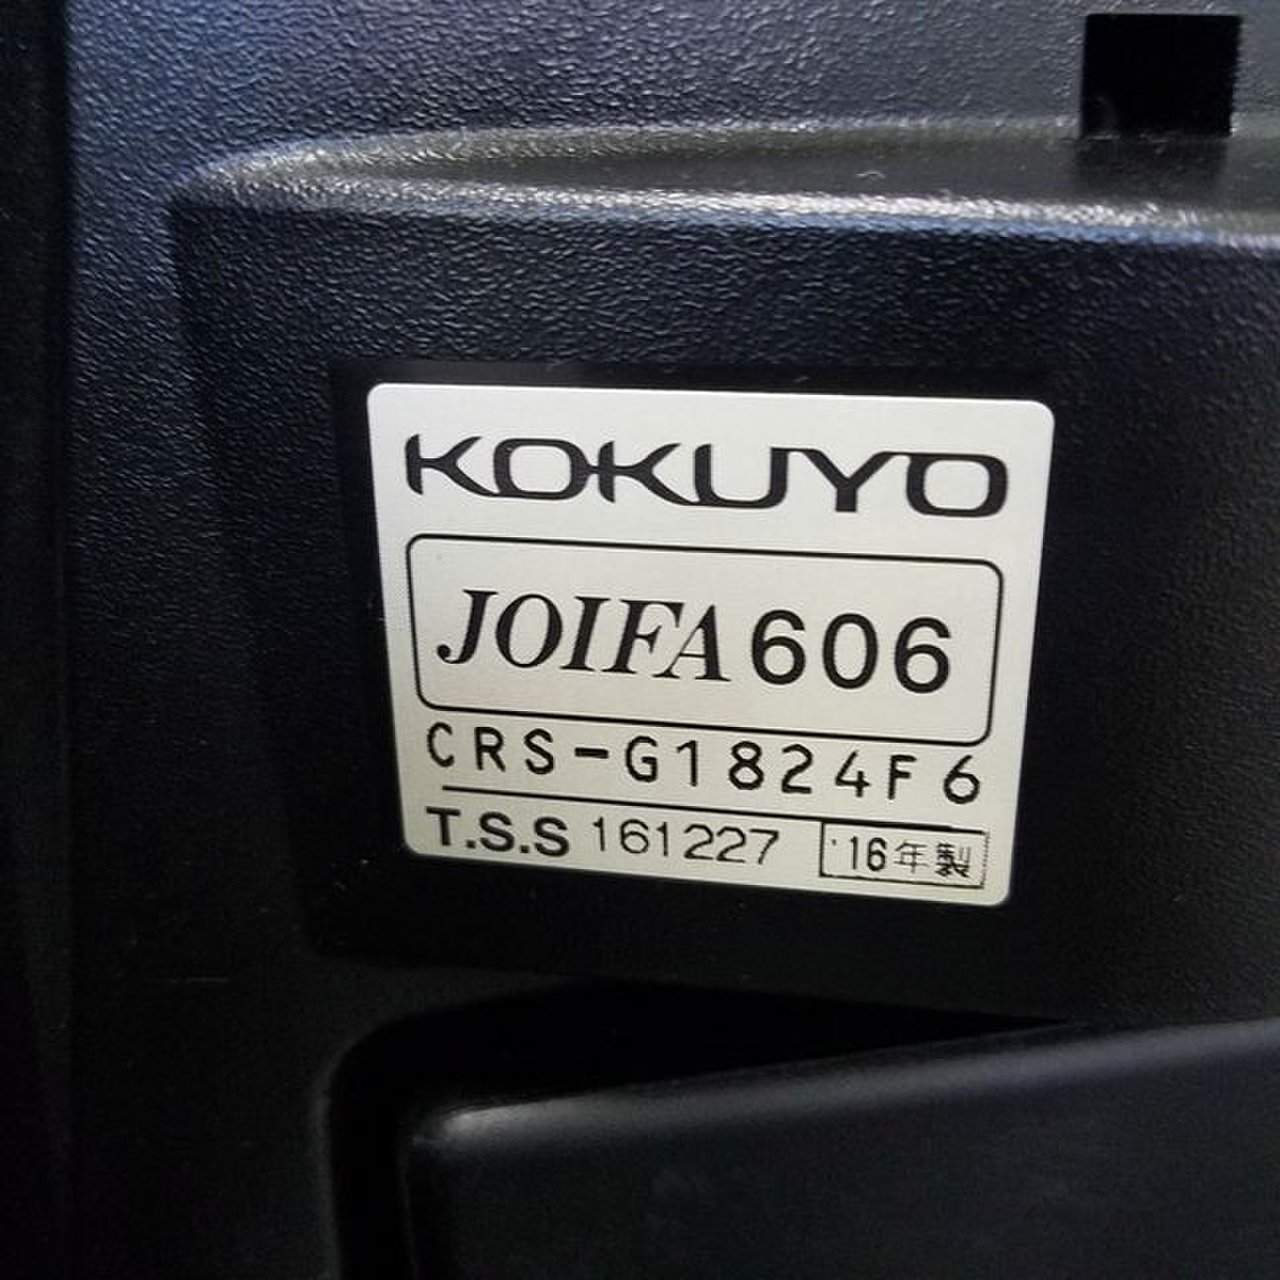 KOKUYO
JOIFA 606
CRS-G1824F6
T.S.S 161227 '16年製